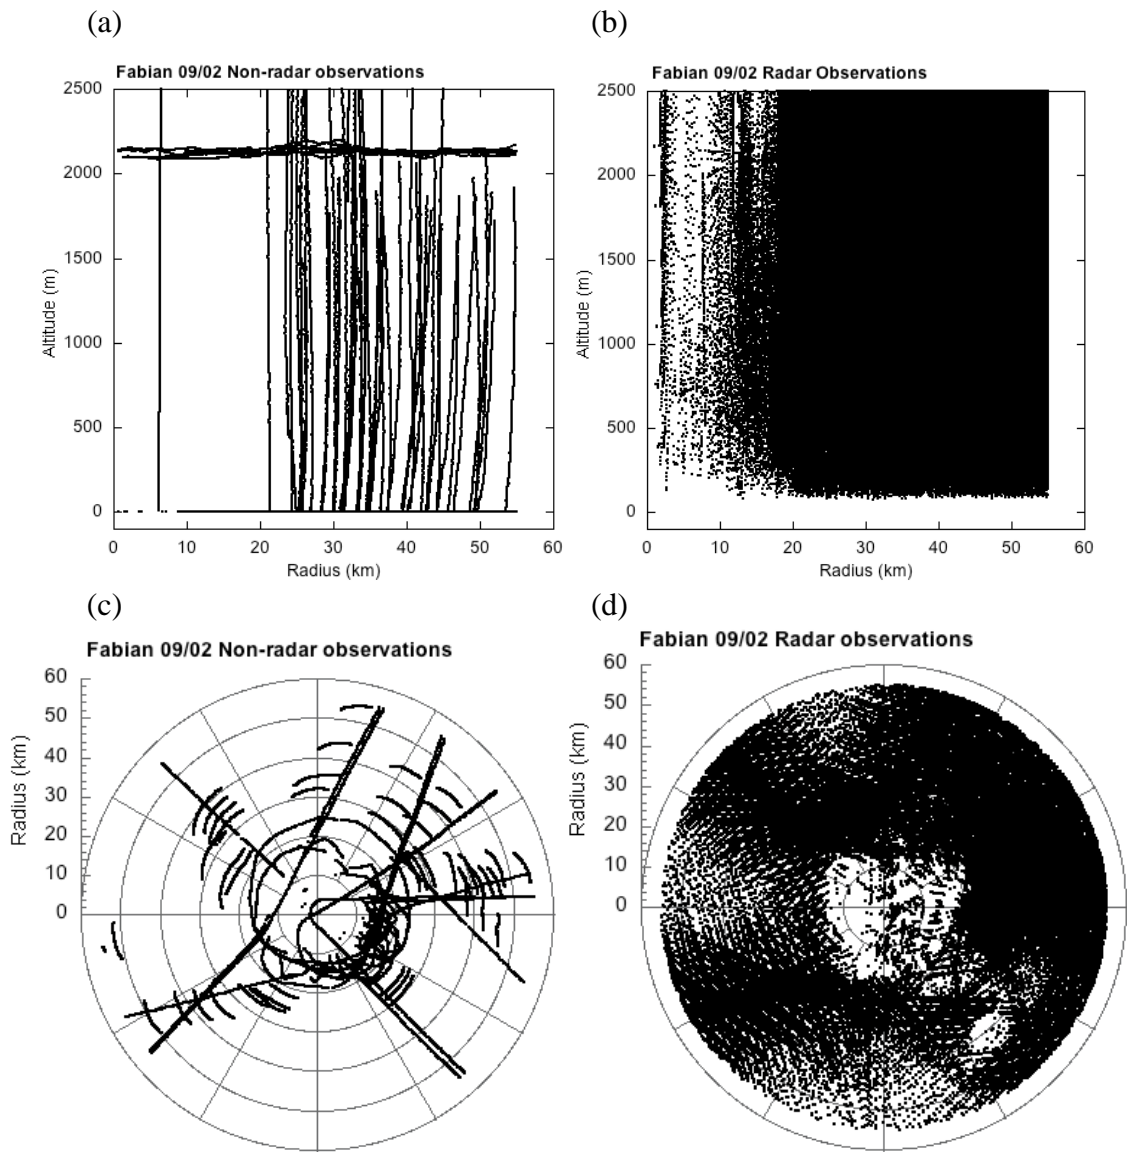 (a)
Fabian 09/02 Non-radar observations
2500
2000
1500
1000
500
0
Altitude (m)
0 10 20 30 40 50 60
Radius (km)
(b)
Fabian 09/02 Radar Observations
2500
2000
1500
1000
500
0
Altitude (m)
0 10 20 30 40 50 60
Radius (km)
(c)
Fabian 09/02 Non-radar observations
60
50
40
30
20
10
0
Radius (km)
(d)
Fabian 09/02 Radar observations
60
50
40
30
20
10
0
Radius (km)